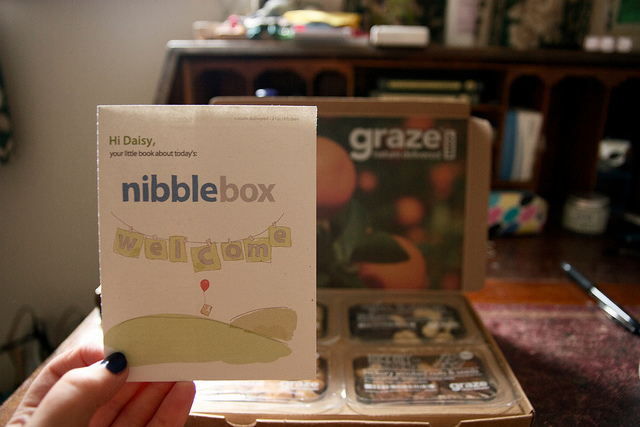 Hi Daisy,
your little book about today's:
nibblebox
welcome
graze
graze